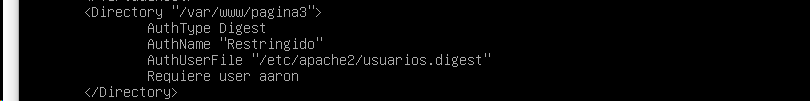 <Directory "/var/www/pagina3">
AuthType Digest
AuthName "Restringido"
AuthUserFile "/etc/apache2/usuarios.digest"
Requiere user aaron
</Directory>